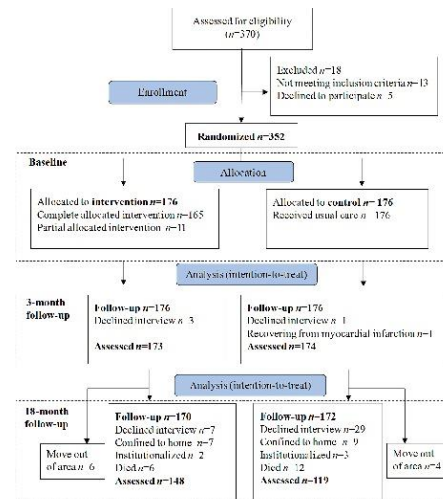 Assessed for eligibility
(n=370)
Excluded n=18
Not meeting inclusion criteria n=13
Declined to participate n=5
Enrollment
Randomized n=352
Baseline
Allocation
Allocated to intervention n=176
Complete allocated intervention n=165
Partial allocated intervention n=11
Allocated to control n=176
Received usual care n=176
Analysis (intention-to-treat)
3-month
follow-up
Follow-up n=176
Declined interview n=3
Assessed n=173
Follow-up n=176
Declined interview n=1
Recovering from myocardial infarction n=1
Assessed n=174
Analysis (intention-to-treat)
18-month
follow-up
Move out
of area n=6
Follow-up n=170
Declined interview n=7
Confined to home n=7
Institutionalized n=2
Died n=6
Assessed n=148
Follow-up n=172
Declined interview n=29
Confined to home n=9
Institutionalized n=3
Died n=12
Assessed n=119
Move out
of area n=4